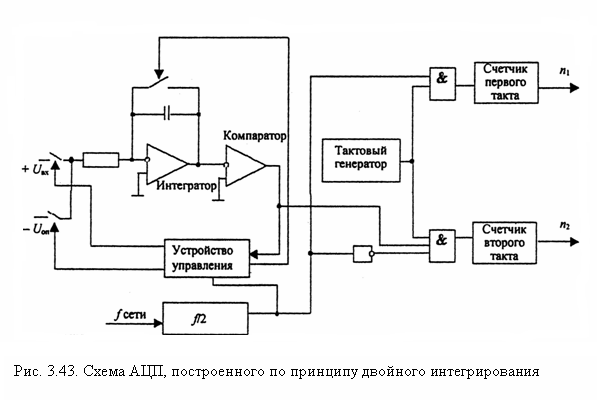 Счетчик
первого
такта
n₁
&
Компаратор
Тактовый
генератор
+ Uвх
Интегратор
− Uоп
Устройство
управления
&
Счетчик
второго
такта
n₂
f сети
f/2
Рис. 3.43. Схема АЦП, построенного по принципу двойного интегрирования